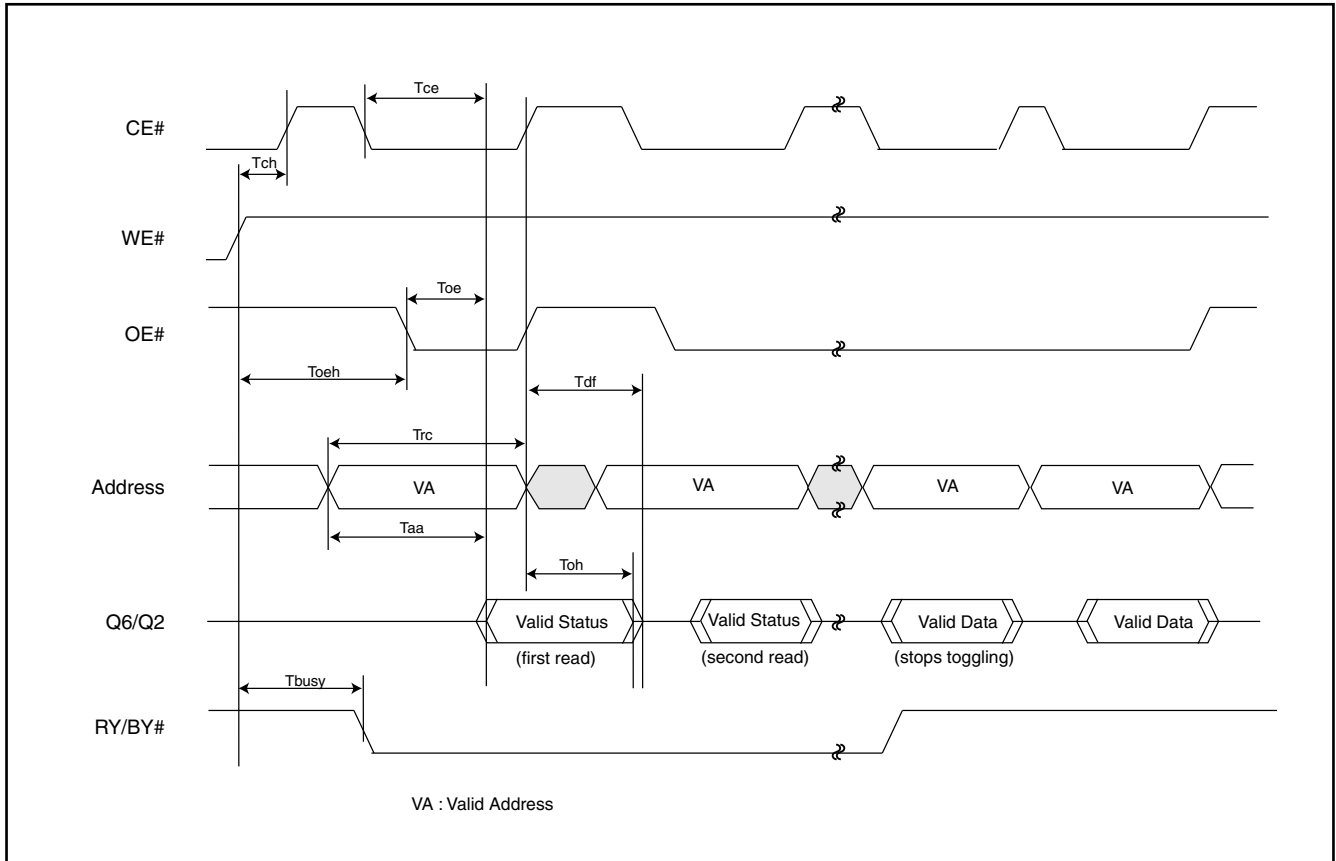 Tce
CE#
Tch
WE#
Toe
OE#
Toeh
Tdf
Trc
Address
VA
VA
VA
VA
Taa
Toh
Q6/Q2
Valid Status
Valid Status
Valid Data
Valid Data
(first read)
(second read)
(stops toggling)
Tbusy
RY/BY#
VA : Valid Address